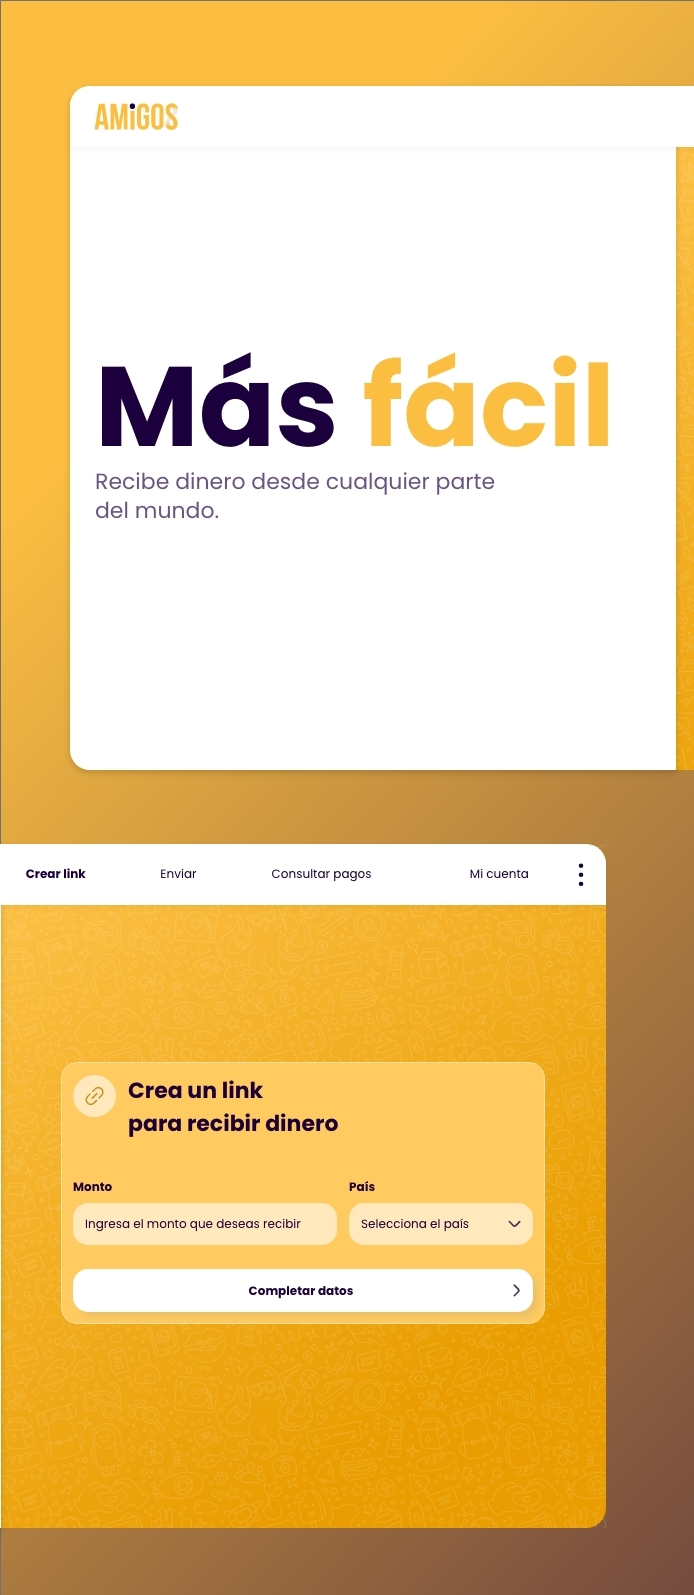 AMiGOS
Más fácil
Recibe dinero desde cualquier parte
del mundo.
Crear link
Enviar
Consultar pagos
Mi cuenta
Crea un link
para recibir dinero
Monto
País
Ingresa el monto que deseas recibir
Selecciona el país
Completar datos